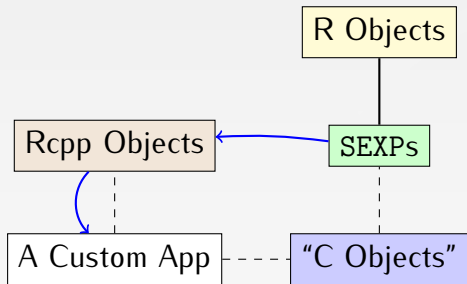 R Objects
Rcpp Objects
SEXPs
A Custom App
“C Objects”